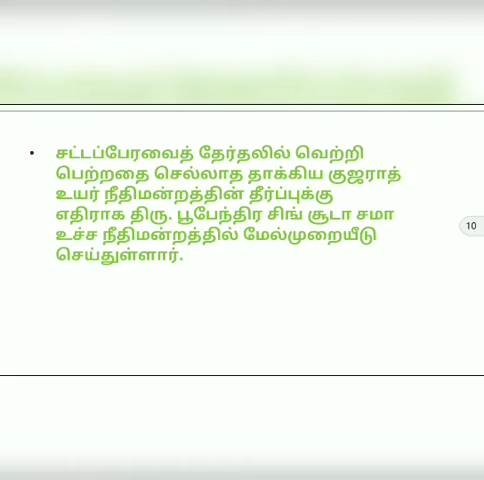 • சட்டப்பேரவைத் தேர்தலில் வெற்றி
பெற்றதை செல்லாத தாக்கிய குஜராத்
உயர் நீதிமன்றத்தின் தீர்ப்புக்கு
எதிராக திரு. பூபேந்திர சிங் சூடா சமா
உச்ச நீதிமன்றத்தில் மேல்முறையீடு
செய்துள்ளார்.
10